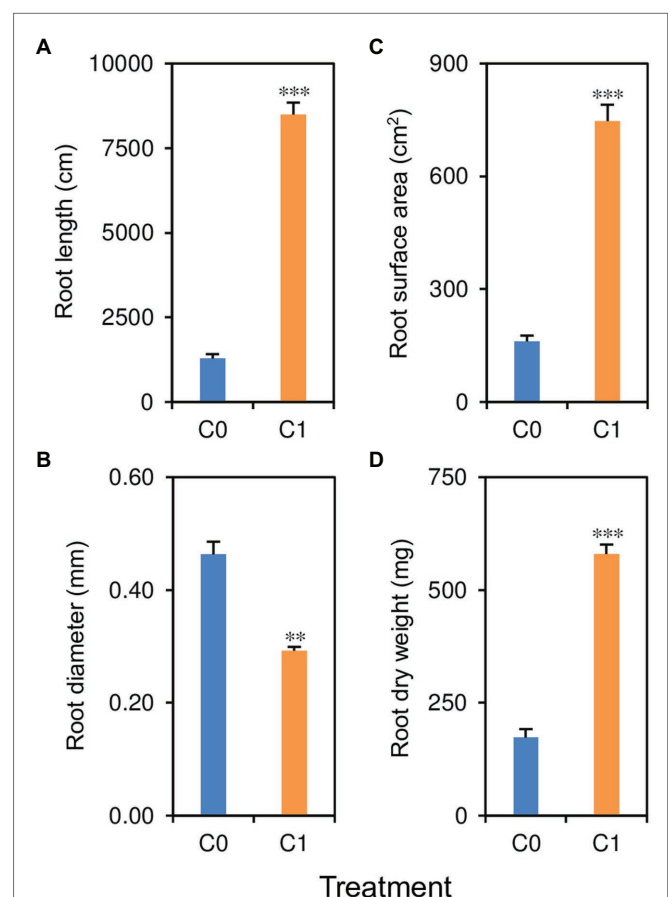 A
Root length (cm)
10000
7500
5000
2500
0
***
C0 C1
C
Root surface area (cm²)
900
600
300
0
***
C0 C1
B
Root diameter (mm)
0.60
0.40
0.20
0.00
**
C0 C1
D
Root dry weight (mg)
750
500
250
0
***
C0 C1
Treatment